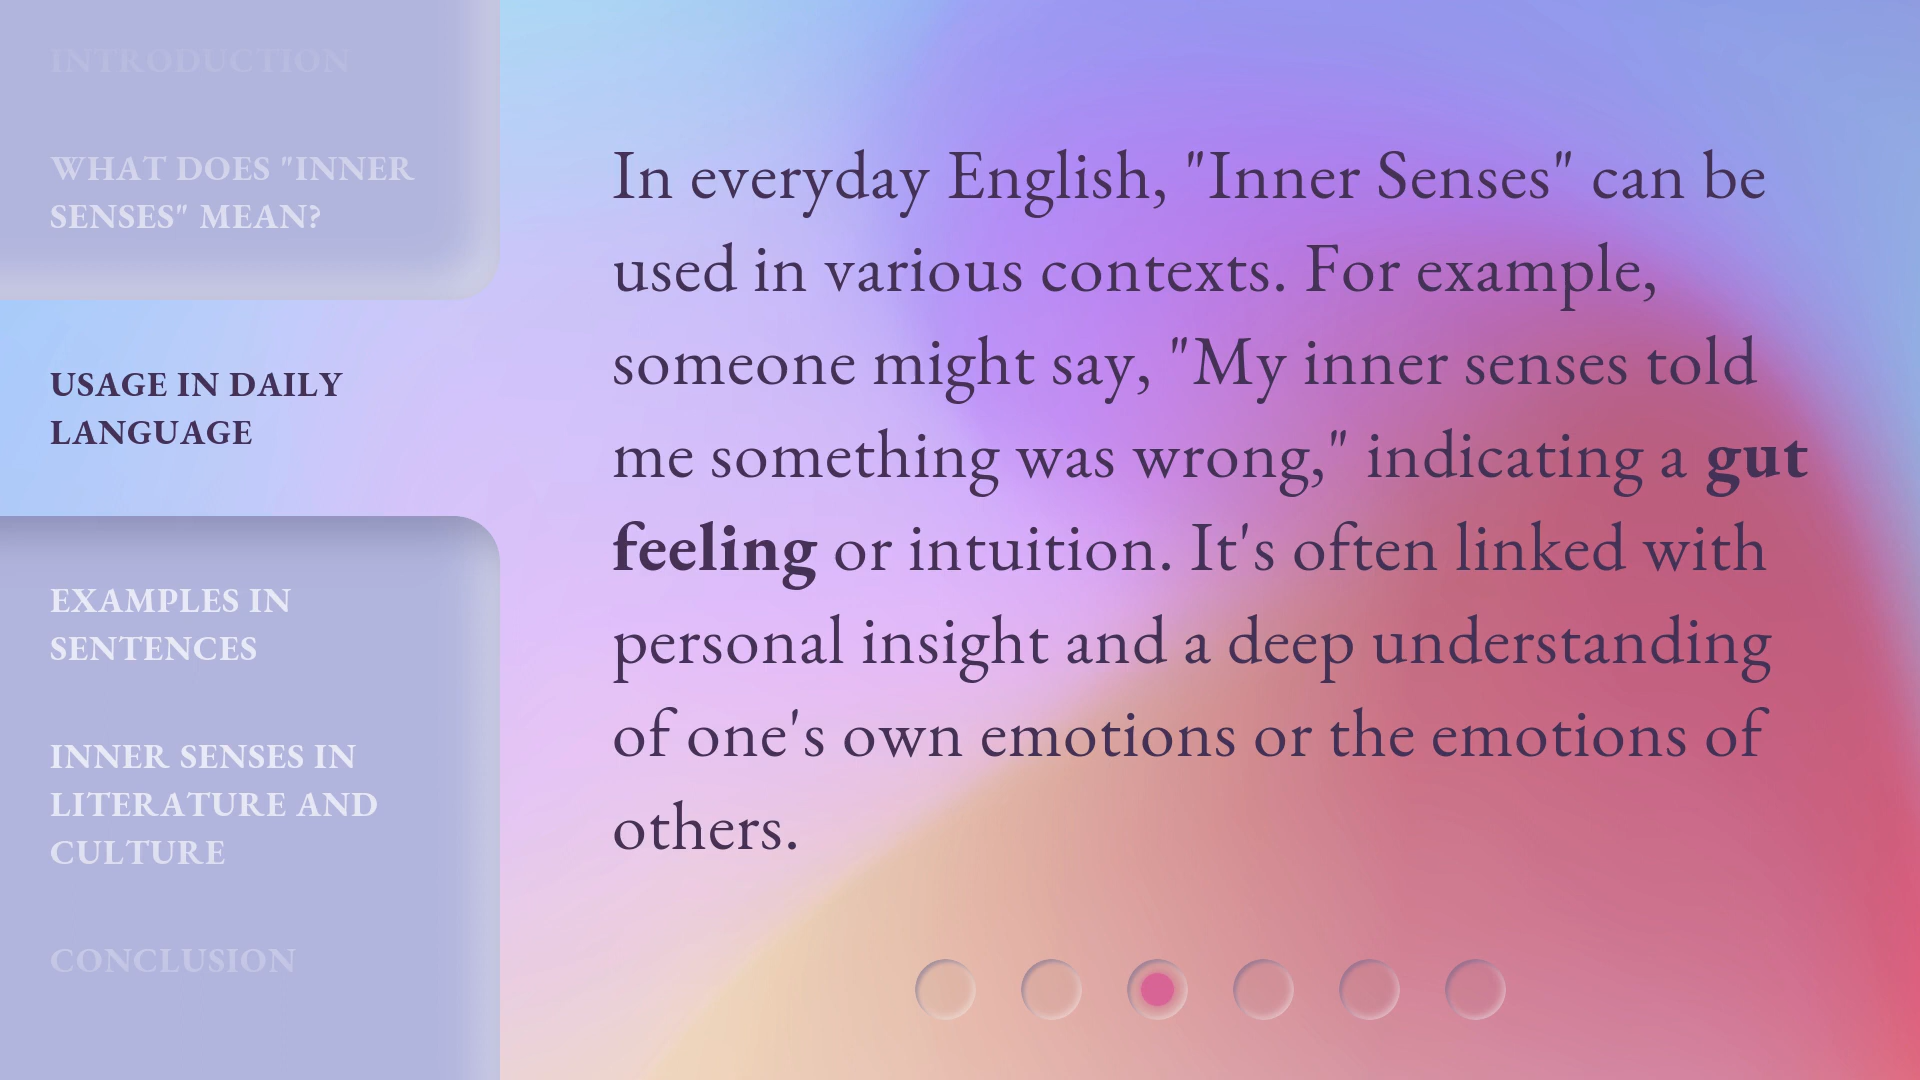 INTRODUCTION
WHAT DOES "INNER
SENSES" MEAN?
USAGE IN DAILY
LANGUAGE
EXAMPLES IN
SENTENCES
INNER SENSES IN
LITERATURE AND
CULTURE
CONCLUSION
In everyday English, "Inner Senses" can be
used in various contexts. For example,
someone might say, "My inner senses told
me something was wrong," indicating a gut
feeling or intuition. It's often linked with
personal insight and a deep understanding
of one's own emotions or the emotions of
others.